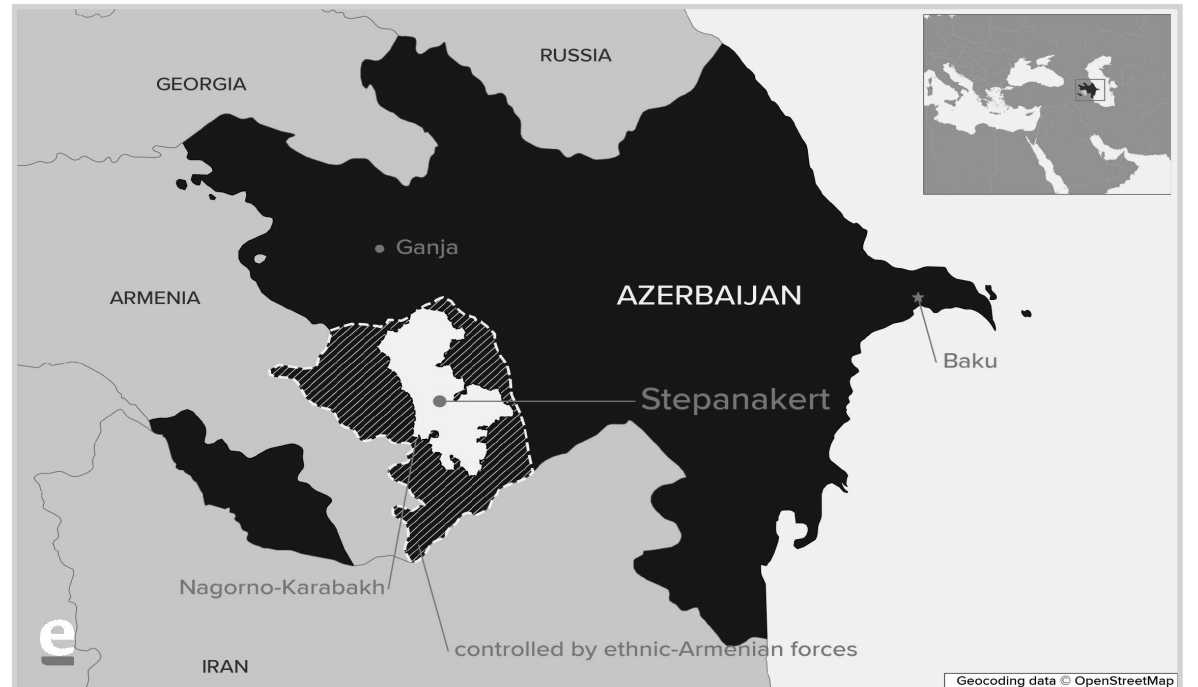 RUSSIA
GEORGIA
Ganja
ARMENIA
AZERBAIJAN
Baku
Stepanakert
Nagorno-Karabakh
controlled by ethnic-Armenian forces
e
IRAN
Geocoding data © OpenStreetMap